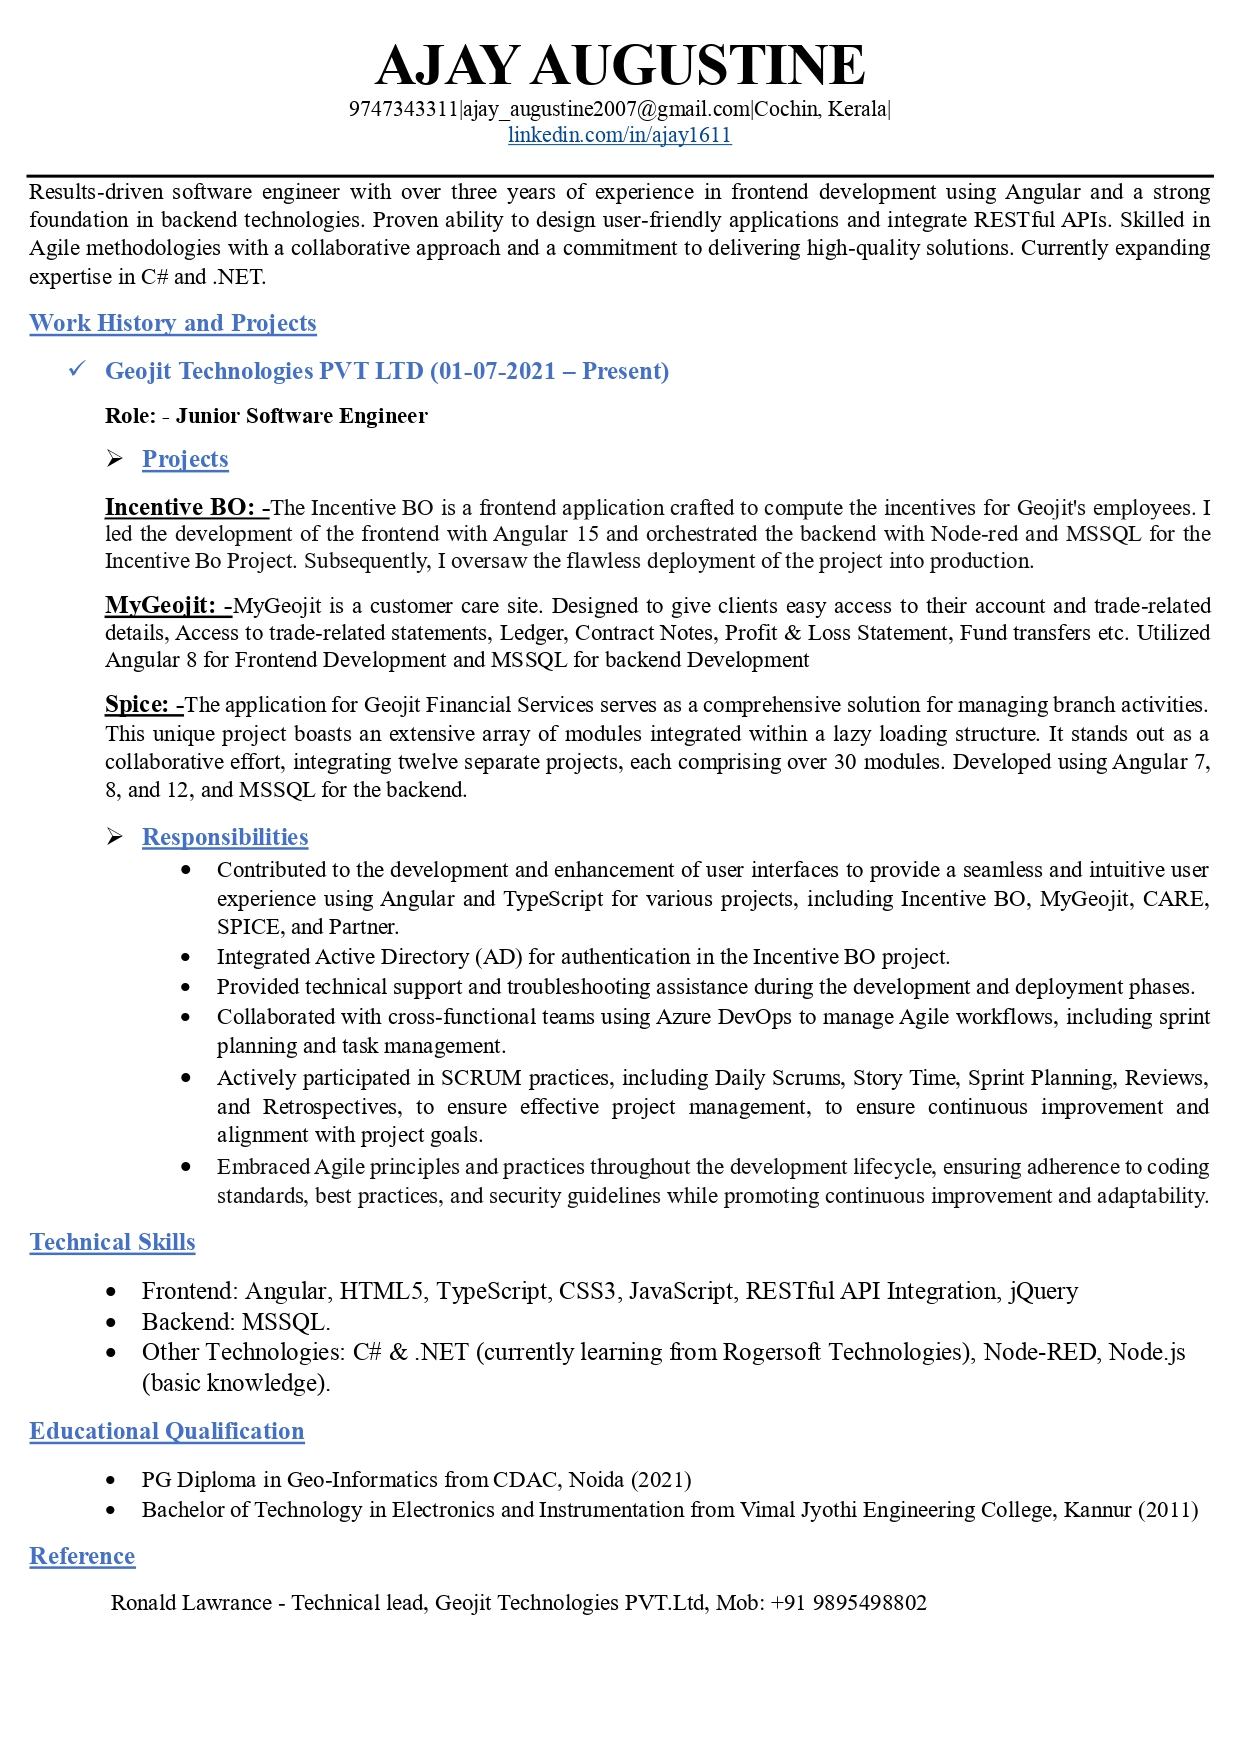 AJAY AUGUSTINE
9747343311|ajay_augustine2007@gmail.com|Cochin, Kerala|
linkedin.com/in/ajay1611
Results-driven software engineer with over three years of experience in frontend development using Angular and a strong
foundation in backend technologies. Proven ability to design user-friendly applications and integrate RESTful APIs. Skilled in
Agile methodologies with a collaborative approach and a commitment to delivering high-quality solutions. Currently expanding
expertise in C# and .NET.
Work History and Projects
✓ Geojit Technologies PVT LTD (01-07-2021 – Present)
Role: - Junior Software Engineer
➢ Projects
Incentive BO: -The Incentive BO is a frontend application crafted to compute the incentives for Geojit's employees. I
led the development of the frontend with Angular 15 and orchestrated the backend with Node-red and MSSQL for the
Incentive Bo Project. Subsequently, I oversaw the flawless deployment of the project into production.
MyGeojit: -MyGeojit is a customer care site. Designed to give clients easy access to their account and trade-related
details, Access to trade-related statements, Ledger, Contract Notes, Profit & Loss Statement, Fund transfers etc. Utilized
Angular 8 for Frontend Development and MSSQL for backend Development
Spice: -The application for Geojit Financial Services serves as a comprehensive solution for managing branch activities.
This unique project boasts an extensive array of modules integrated within a lazy loading structure. It stands out as a
collaborative effort, integrating twelve separate projects, each comprising over 30 modules. Developed using Angular 7,
8, and 12, and MSSQL for the backend.
➢ Responsibilities
• Contributed to the development and enhancement of user interfaces to provide a seamless and intuitive user
experience using Angular and TypeScript for various projects, including Incentive BO, MyGeojit, CARE,
SPICE, and Partner.
• Integrated Active Directory (AD) for authentication in the Incentive BO project.
• Provided technical support and troubleshooting assistance during the development and deployment phases.
• Collaborated with cross-functional teams using Azure DevOps to manage Agile workflows, including sprint
planning and task management.
• Actively participated in SCRUM practices, including Daily Scrums, Story Time, Sprint Planning, Reviews,
and Retrospectives, to ensure effective project management, to ensure continuous improvement and
alignment with project goals.
• Embraced Agile principles and practices throughout the development lifecycle, ensuring adherence to coding
standards, best practices, and security guidelines while promoting continuous improvement and adaptability.
Technical Skills
• Frontend: Angular, HTML5, TypeScript, CSS3, JavaScript, RESTful API Integration, jQuery
• Backend: MSSQL.
• Other Technologies: C# & .NET (currently learning from Rogersoft Technologies), Node-RED, Node.js
(basic knowledge).
Educational Qualification
• PG Diploma in Geo-Informatics from CDAC, Noida (2021)
• Bachelor of Technology in Electronics and Instrumentation from Vimal Jyothi Engineering College, Kannur (2011)
Reference
Ronald Lawrance - Technical lead, Geojit Technologies PVT.Ltd, Mob: +91 9895498802